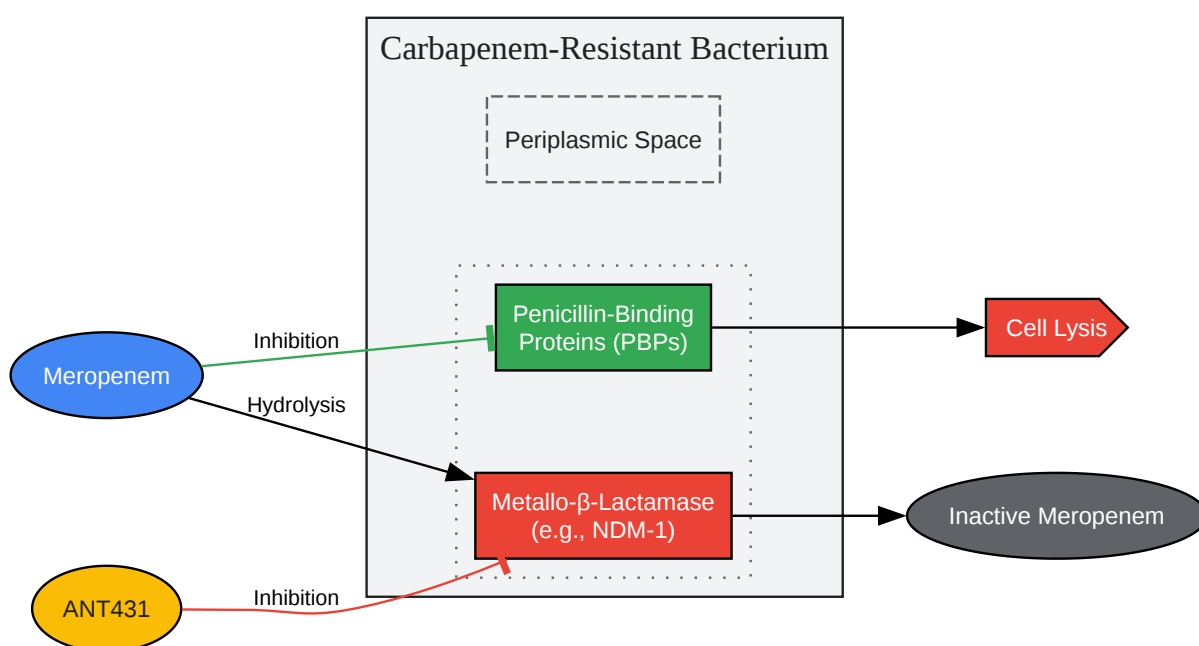 Carbapenem-Resistant Bacterium
Periplasmic Space
Penicillin-Binding
Proteins (PBPs)
Cell Lysis
Inhibition
Meropenem
Hydrolysis
Metallo-β-Lactamase
(e.g., NDM-1)
Inactive Meropenem
Inhibition
ANT431